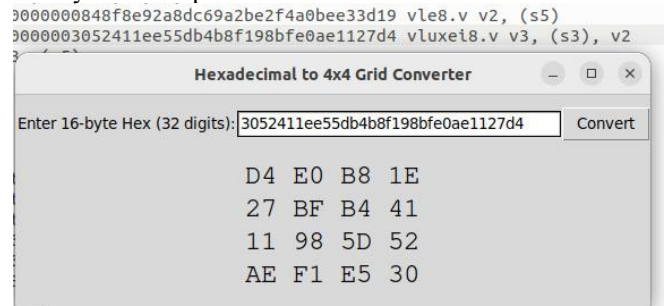 0000000848f8e92a8dc69a2be2f4a0bee33d19 vle8.v v2, (s5)
0000003052411ee55db4b8f198bfe0ae1127d4 vluxei8.v v3, (s3), v2
Hexadecimal to 4x4 Grid Converter
Enter 16-byte Hex (32 digits): 3052411ee55db4b8f198bfe0ae1127d4 Convert
D4 E0 B8 1E
27 BF B4 41
11 98 5D 52
AE F1 E5 30